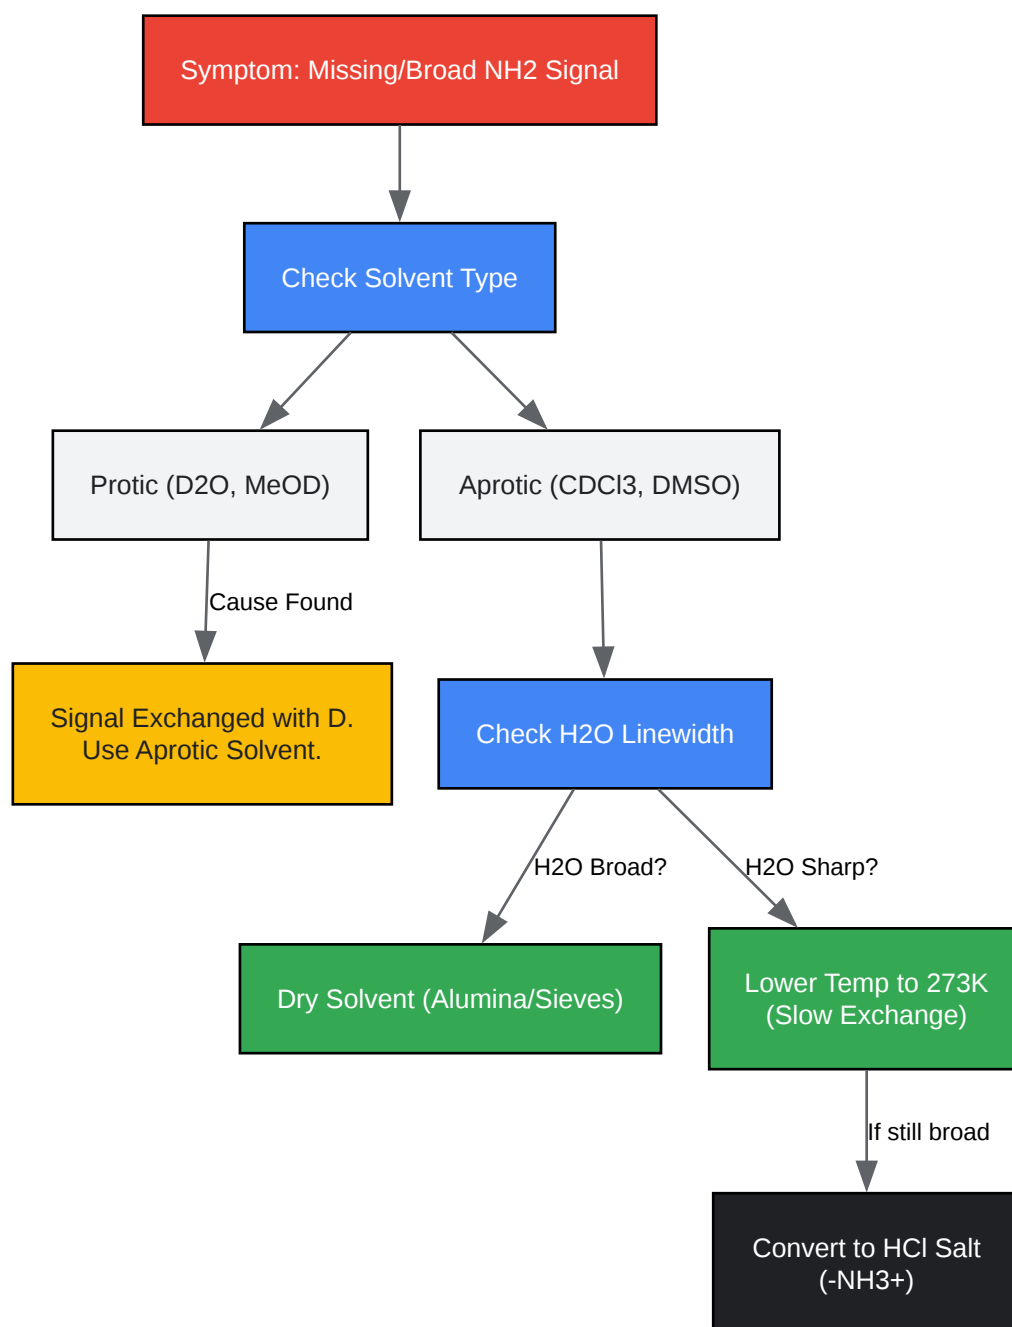 Symptom: Missing/Broad NH2 Signal
Check Solvent Type
Protic (D2O, MeOD)
Aprotic (CDCl3, DMSO)
Cause Found
Signal Exchanged with D.
Use Aprotic Solvent.
Check H2O Linewidth
H2O Broad?
H2O Sharp?
Dry Solvent (Alumina/Sieves)
Lower Temp to 273K
(Slow Exchange)
If still broad
Convert to HCl Salt
(-NH3+)